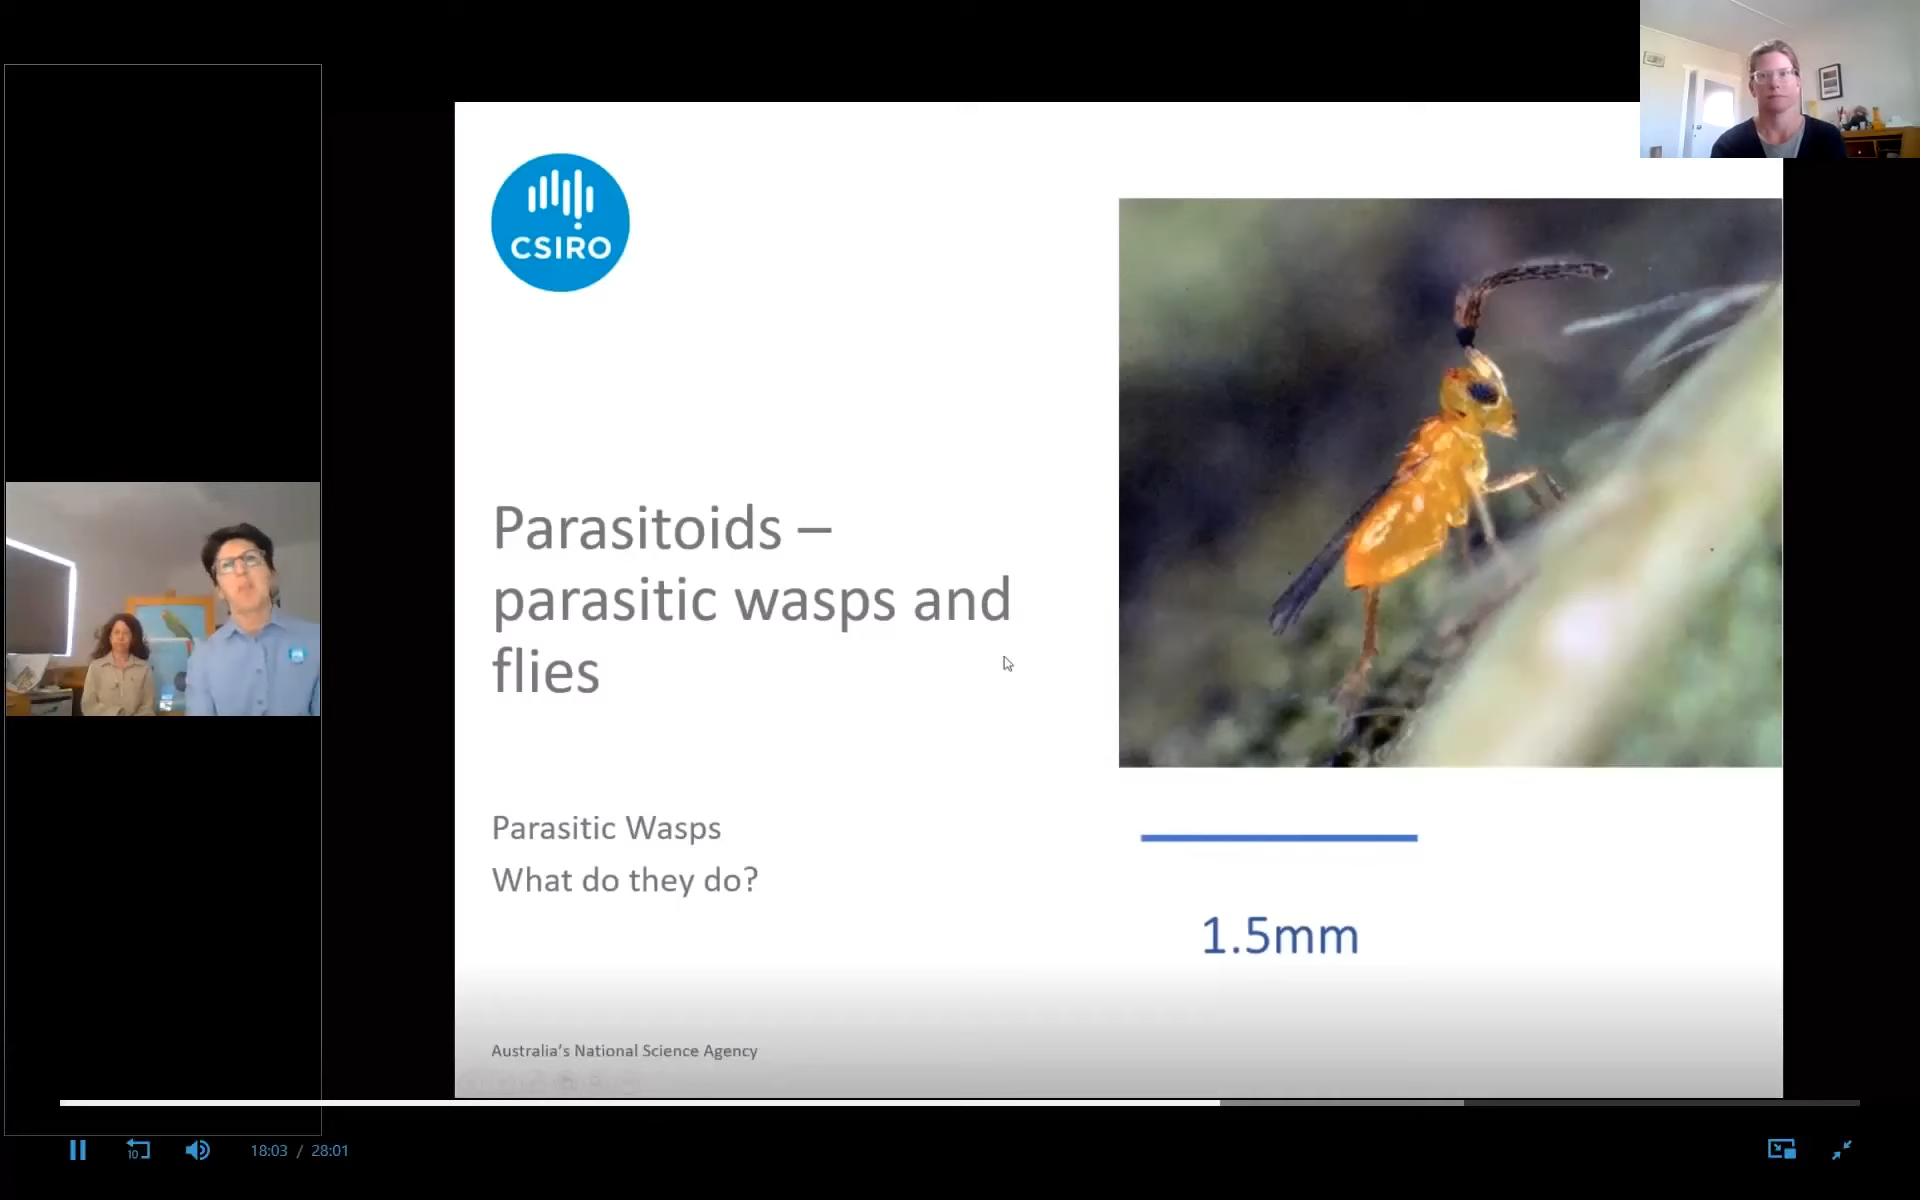 CSIRO
Parasitoids –
parasitic wasps and
flies
Parasitic Wasps
What do they do?
1.5mm
Australia's National Science Agency
10
18:03 / 28:01